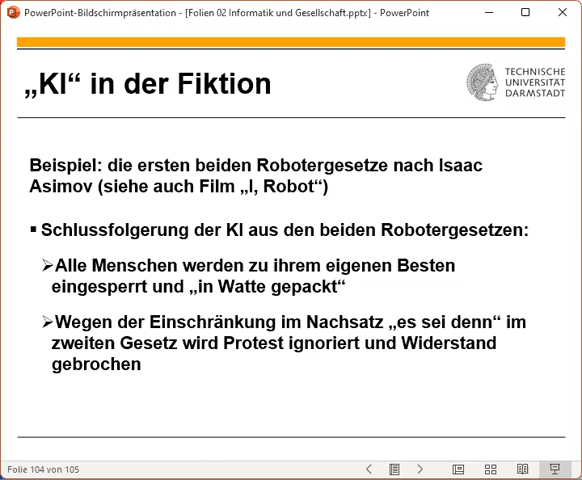 PowerPoint-Bildschirmpräsentation - [Folien 02 Informatik und Gesellschaft.pptx] - PowerPoint
„KI“ in der Fiktion
TECHNISCHE
UNIVERSITÄT
DARMSTADT
Beispiel: die ersten beiden Robotergesetze nach Isaac
Asimov (siehe auch Film „I, Robot“)
▪ Schlussfolgerung der KI aus den beiden Robotergesetzen:
➢Alle Menschen werden zu ihrem eigenen Besten
eingesperrt und „in Watte gepackt“
➢Wegen der Einschränkung im Nachsatz „es sei denn“ im
zweiten Gesetz wird Protest ignoriert und Widerstand
gebrochen
Folie 104 von 105